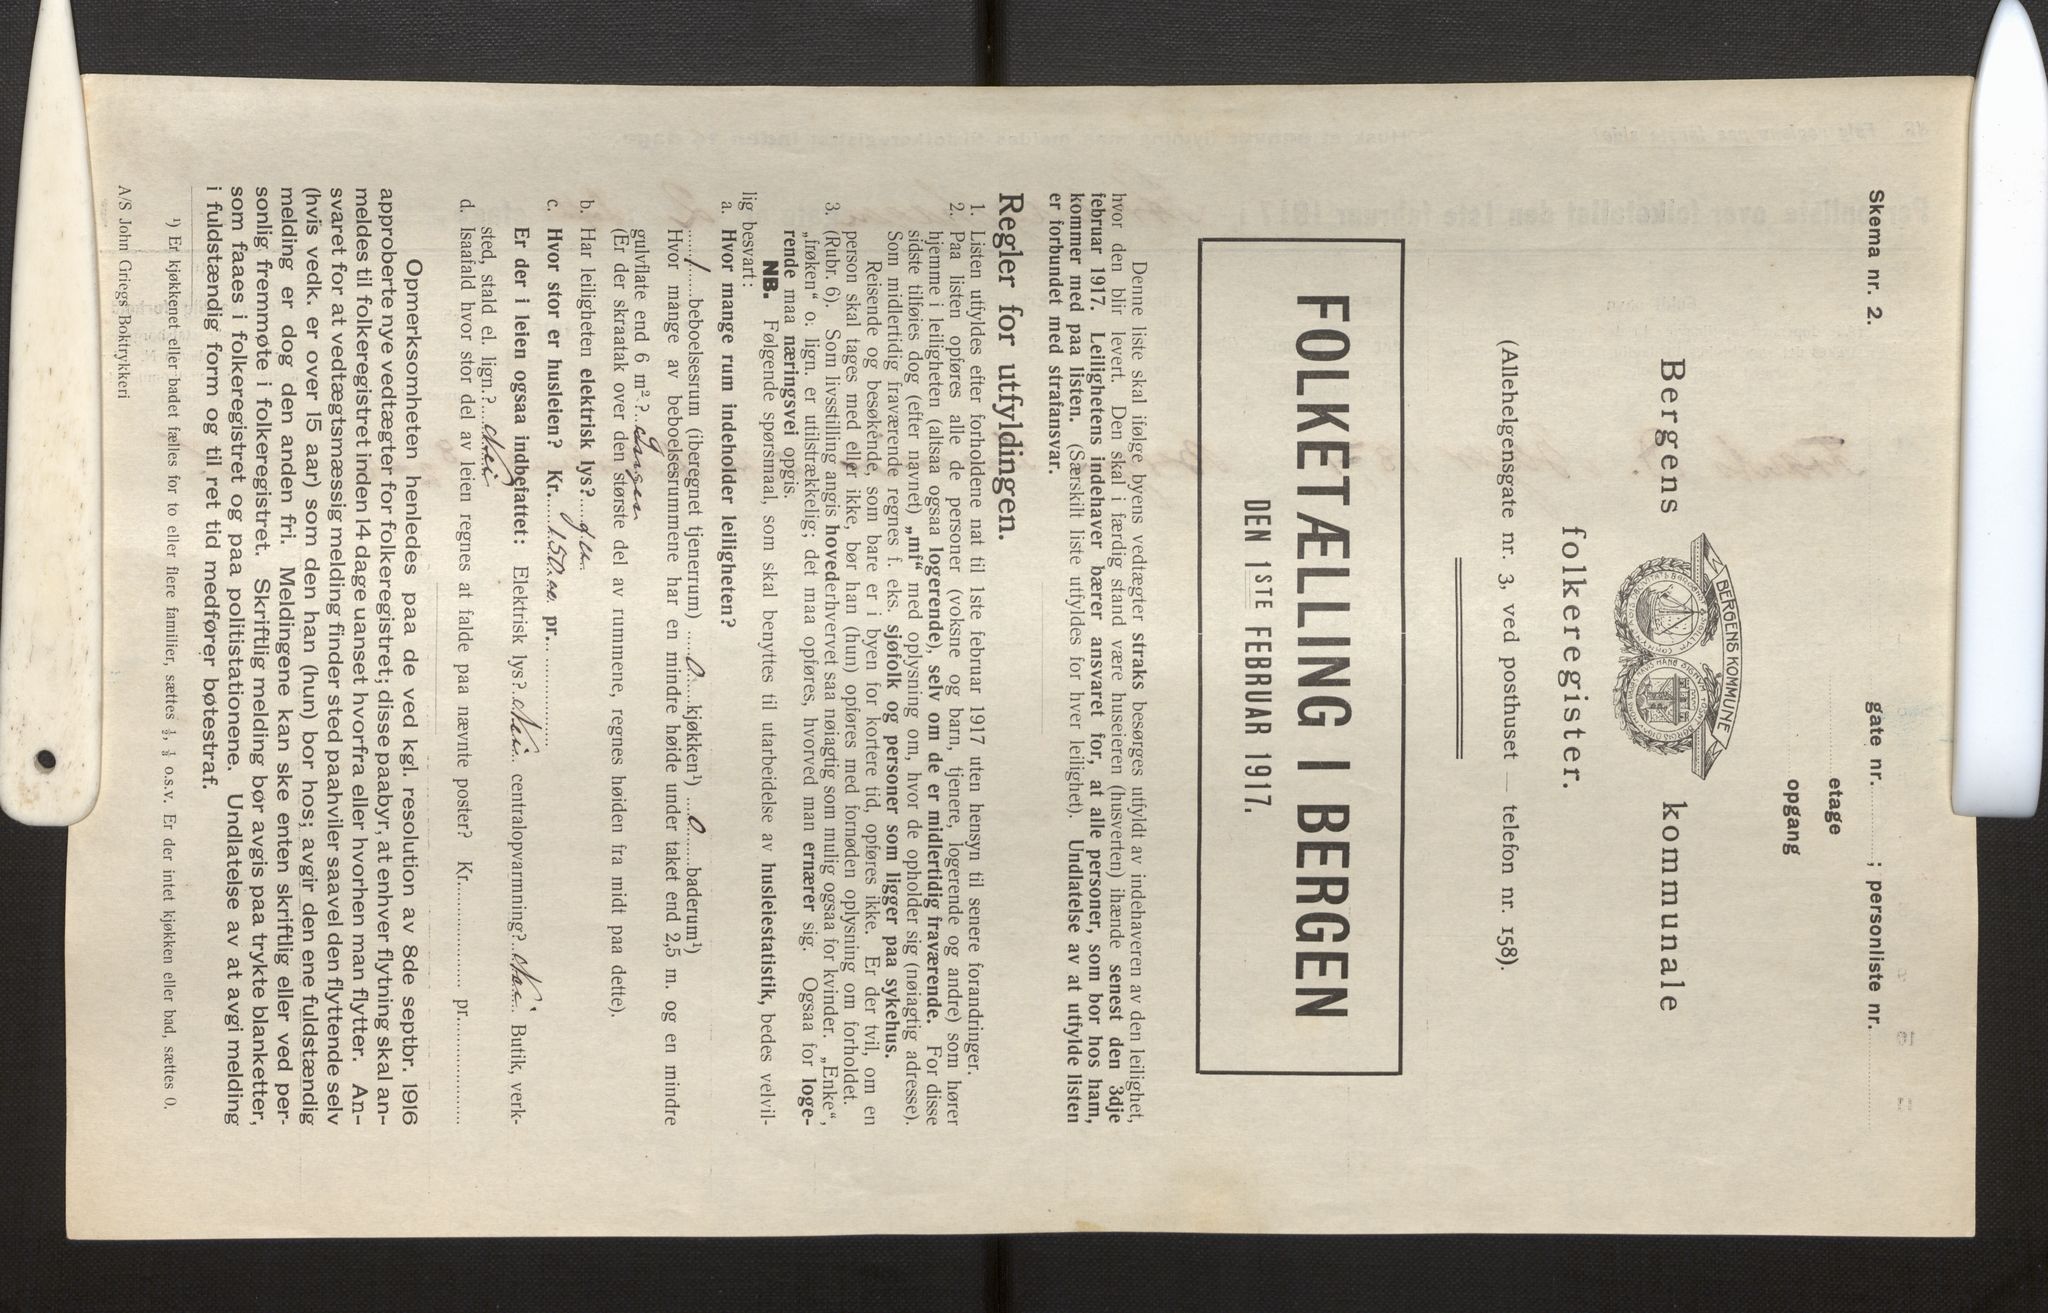 Skema nr. 2.
gate nr. ; personliste nr.
etage
opgang
BERGENS KOMMUNE
Bergens kommunale
folkeregister.
(Allehelgensgate nr. 3, ved posthuset — telefon nr. 158).
FOLKETÆLLING I BERGEN
DEN 1STE FEBRUAR 1917.
Denne liste skal ifølge byens vedtægter straks besørges utfyldt av indehaveren av den leilighet,
hvor den blir levert. Den skal i færdig stand være huseieren (husverten) ihænde senest den 3dje
februar 1917. Leilighetens indehaver bærer ansvaret for, at alle personer, som bor hos ham,
kommer med paa listen. (Særskilt liste utfyldes for hver leilighet). Undlatelse av at utfylde listen
er forbundet med strafansvar.
Regler for utfyldingen.
1. Listen utfyldes efter forholdene nat til 1ste februar 1917 uten hensyn til senere forandringer.
2. Paa listen opføres alle de personer (voksne og barn, tjenere, logerende og andre) som hører
hjemme i leiligheten (altsaa ogsaa logerende), selv om de er midlertidig fraværende. For disse
sidste tilføies dog (efter navnet) „mf“ med oplysning om, hvor de opholder sig (nøiagtig adresse).
Som midlertidig fraværende regnes f. eks. sjøfolk og personer som ligger paa sykehus.
Reisende og besøkende, som bare er i byen for kortere tid, opføres ikke. Er der tvil, om en
person skal tages med eller ikke, bør han (hun) opføres med fornøden oplysning om forholdet.
3. (Rubr. 6). Som livsstilling angis hovederhvervet saa nøiagtig som mulig ogsaa for kvinder. „Enke“,
„frøken“ o: lign. er utilstrækkelig; det maa opføres, hvorved man ernærer sig. Ogsaa for loge-
rende maa næringsvei opgis.
NB. Følgende spørsmaal, som skal benyttes til utarbeidelse av husleiestatistik, bedes velvil-
lig besvart:
a. Hvor mange rum indeholder leiligheten?
1 beboelsesrum (iberegnet tjenerrum) 0 kjøkken¹) 0 baderum¹)
Hvor mange av beboelsesrummene har en mindre høide under taket end 2,5 m. og en mindre
gulvflate end 6 m²? Ingen
(Er der skraatak over den største del av rummene, regnes høiden fra midt paa dette).
b. Har leiligheten elektrisk lys?
c. Hvor stor er husleien? Kr. 150.00 pr.
Er der i leien ogsaa indbefattet: Elektrisk lys? Nei centralopvarmning? Nei. Butik, verk-
sted, stald el. lign.? Nei
d. Isaafald hvor stor del av leien regnes at falde paa nævnte poster? Kr. pr.
Opmerksomheten henledes paa de ved kgl. resolution av 8de septbr. 1916
approberte nye vedtægter for folkeregistret; disse paabyr, at enhver flytning skal an-
meldes til folkeregistret inden 14 dage uanset hvorfra eller hvorhen man flytter. An-
svaret for at vedtægtsmæssig melding finder sted paahviler saavel den flyttende selv
(hvis vedk. er over 15 aar) som den han (hun) bor hos; avgir den ene fuldstændig
melding er dog den anden fri. Meldingene kan ske enten skriftlig eller ved per-
sonlig fremmøte i folkeregistret. Skriftlig melding bør avgis paa trykte blanketter,
som faaes i folkeregistret og paa politistationene. Undlatelse av at avgi melding
i fuldstændig form og til ret tid medfører bøtestraf.
¹) Er kjøkkenet eller badet fælles for to eller flere familier, sættes ½, ⅓ o.s.v. Er der intet kjøkken eller bad, sættes 0.
A/S John Griegs Boktrykkeri